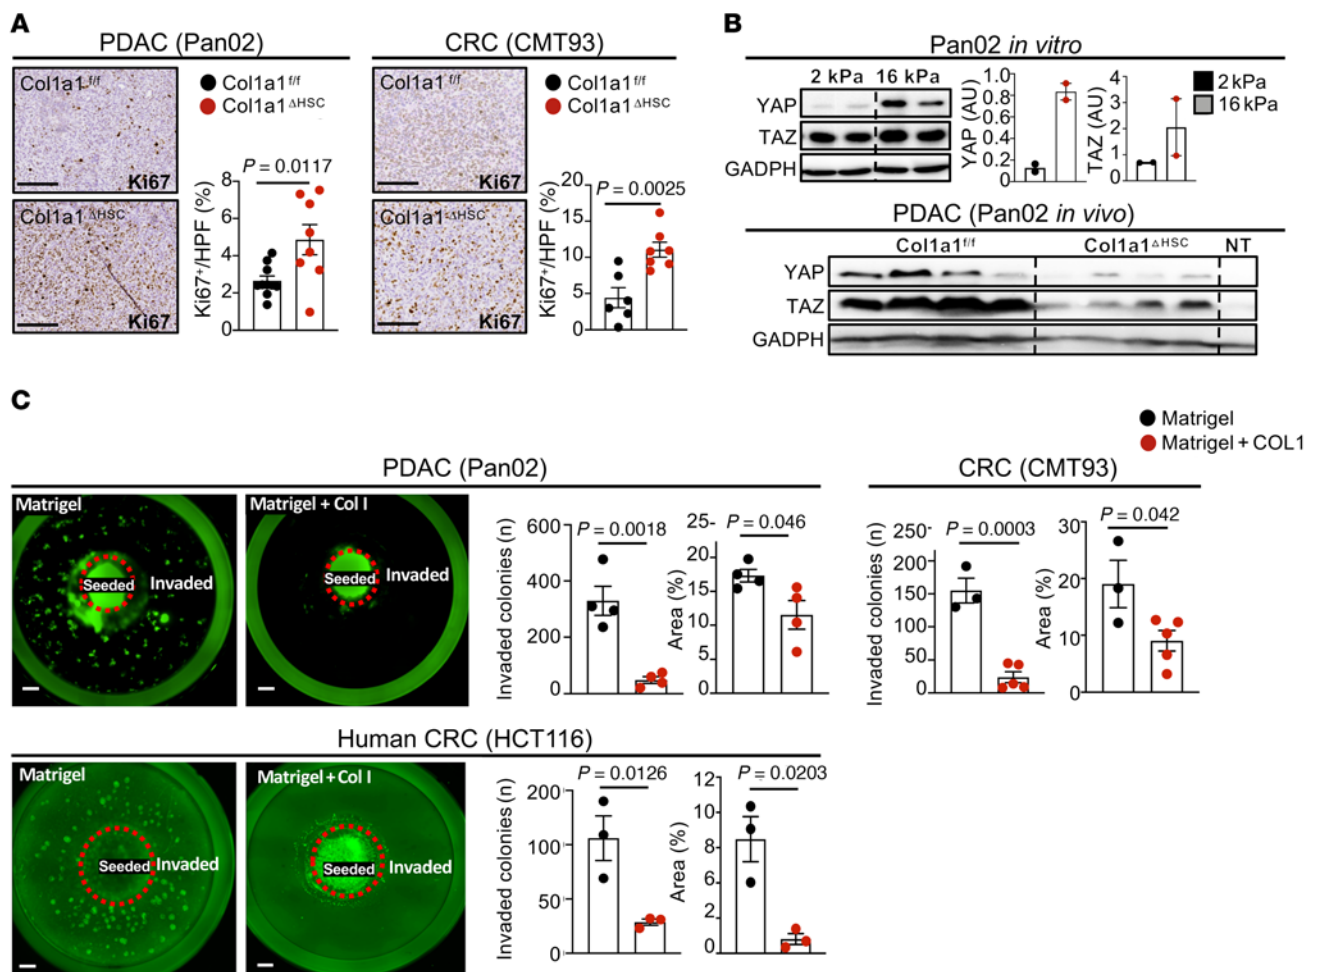 A
PDAC (Pan02)
Col1a1 f/f
Ki67
Col1a1 ΔHSC
Ki67
Col1a1 f/f
Col1a1 ΔHSC
P = 0.0117
Ki67+/HPF (%)
8
6
4
2
0
CRC (CMT93)
Col1a1 f/f
Ki67
Col1a1 ΔHSC
Ki67
Col1a1 f/f
Col1a1 ΔHSC
P = 0.0025
Ki67+/HPF (%)
20
15
10
5
0
B
Pan02 in vitro
2 kPa 16 kPa
YAP
TAZ
GADPH
YAP (AU)
1.0
0.8
0.6
0.4
0.2
0
TAZ (AU)
4
3
2
1
0
2 kPa
16 kPa
PDAC (Pan02 in vivo)
Col1a1f/f Col1a1ΔHSC NT
YAP
TAZ
GADPH
C
Matrigel
Matrigel + COL1
PDAC (Pan02)
Matrigel
Seeded Invaded
Matrigel + Col I
Seeded Invaded
P = 0.0018
Invaded colonies (n)
600
400
200
0
P = 0.046
Area (%)
25
20
15
10
5
0
CRC (CMT93)
P = 0.0003
Invaded colonies (n)
250
200
150
100
50
0
P = 0.042
Area (%)
30
20
10
0
Human CRC (HCT116)
Matrigel
Seeded Invaded
Matrigel + Col I
Seeded Invaded
P = 0.0126
Invaded colonies (n)
200
100
50
0
P = 0.0203
Area (%)
12
10
8
6
2
0